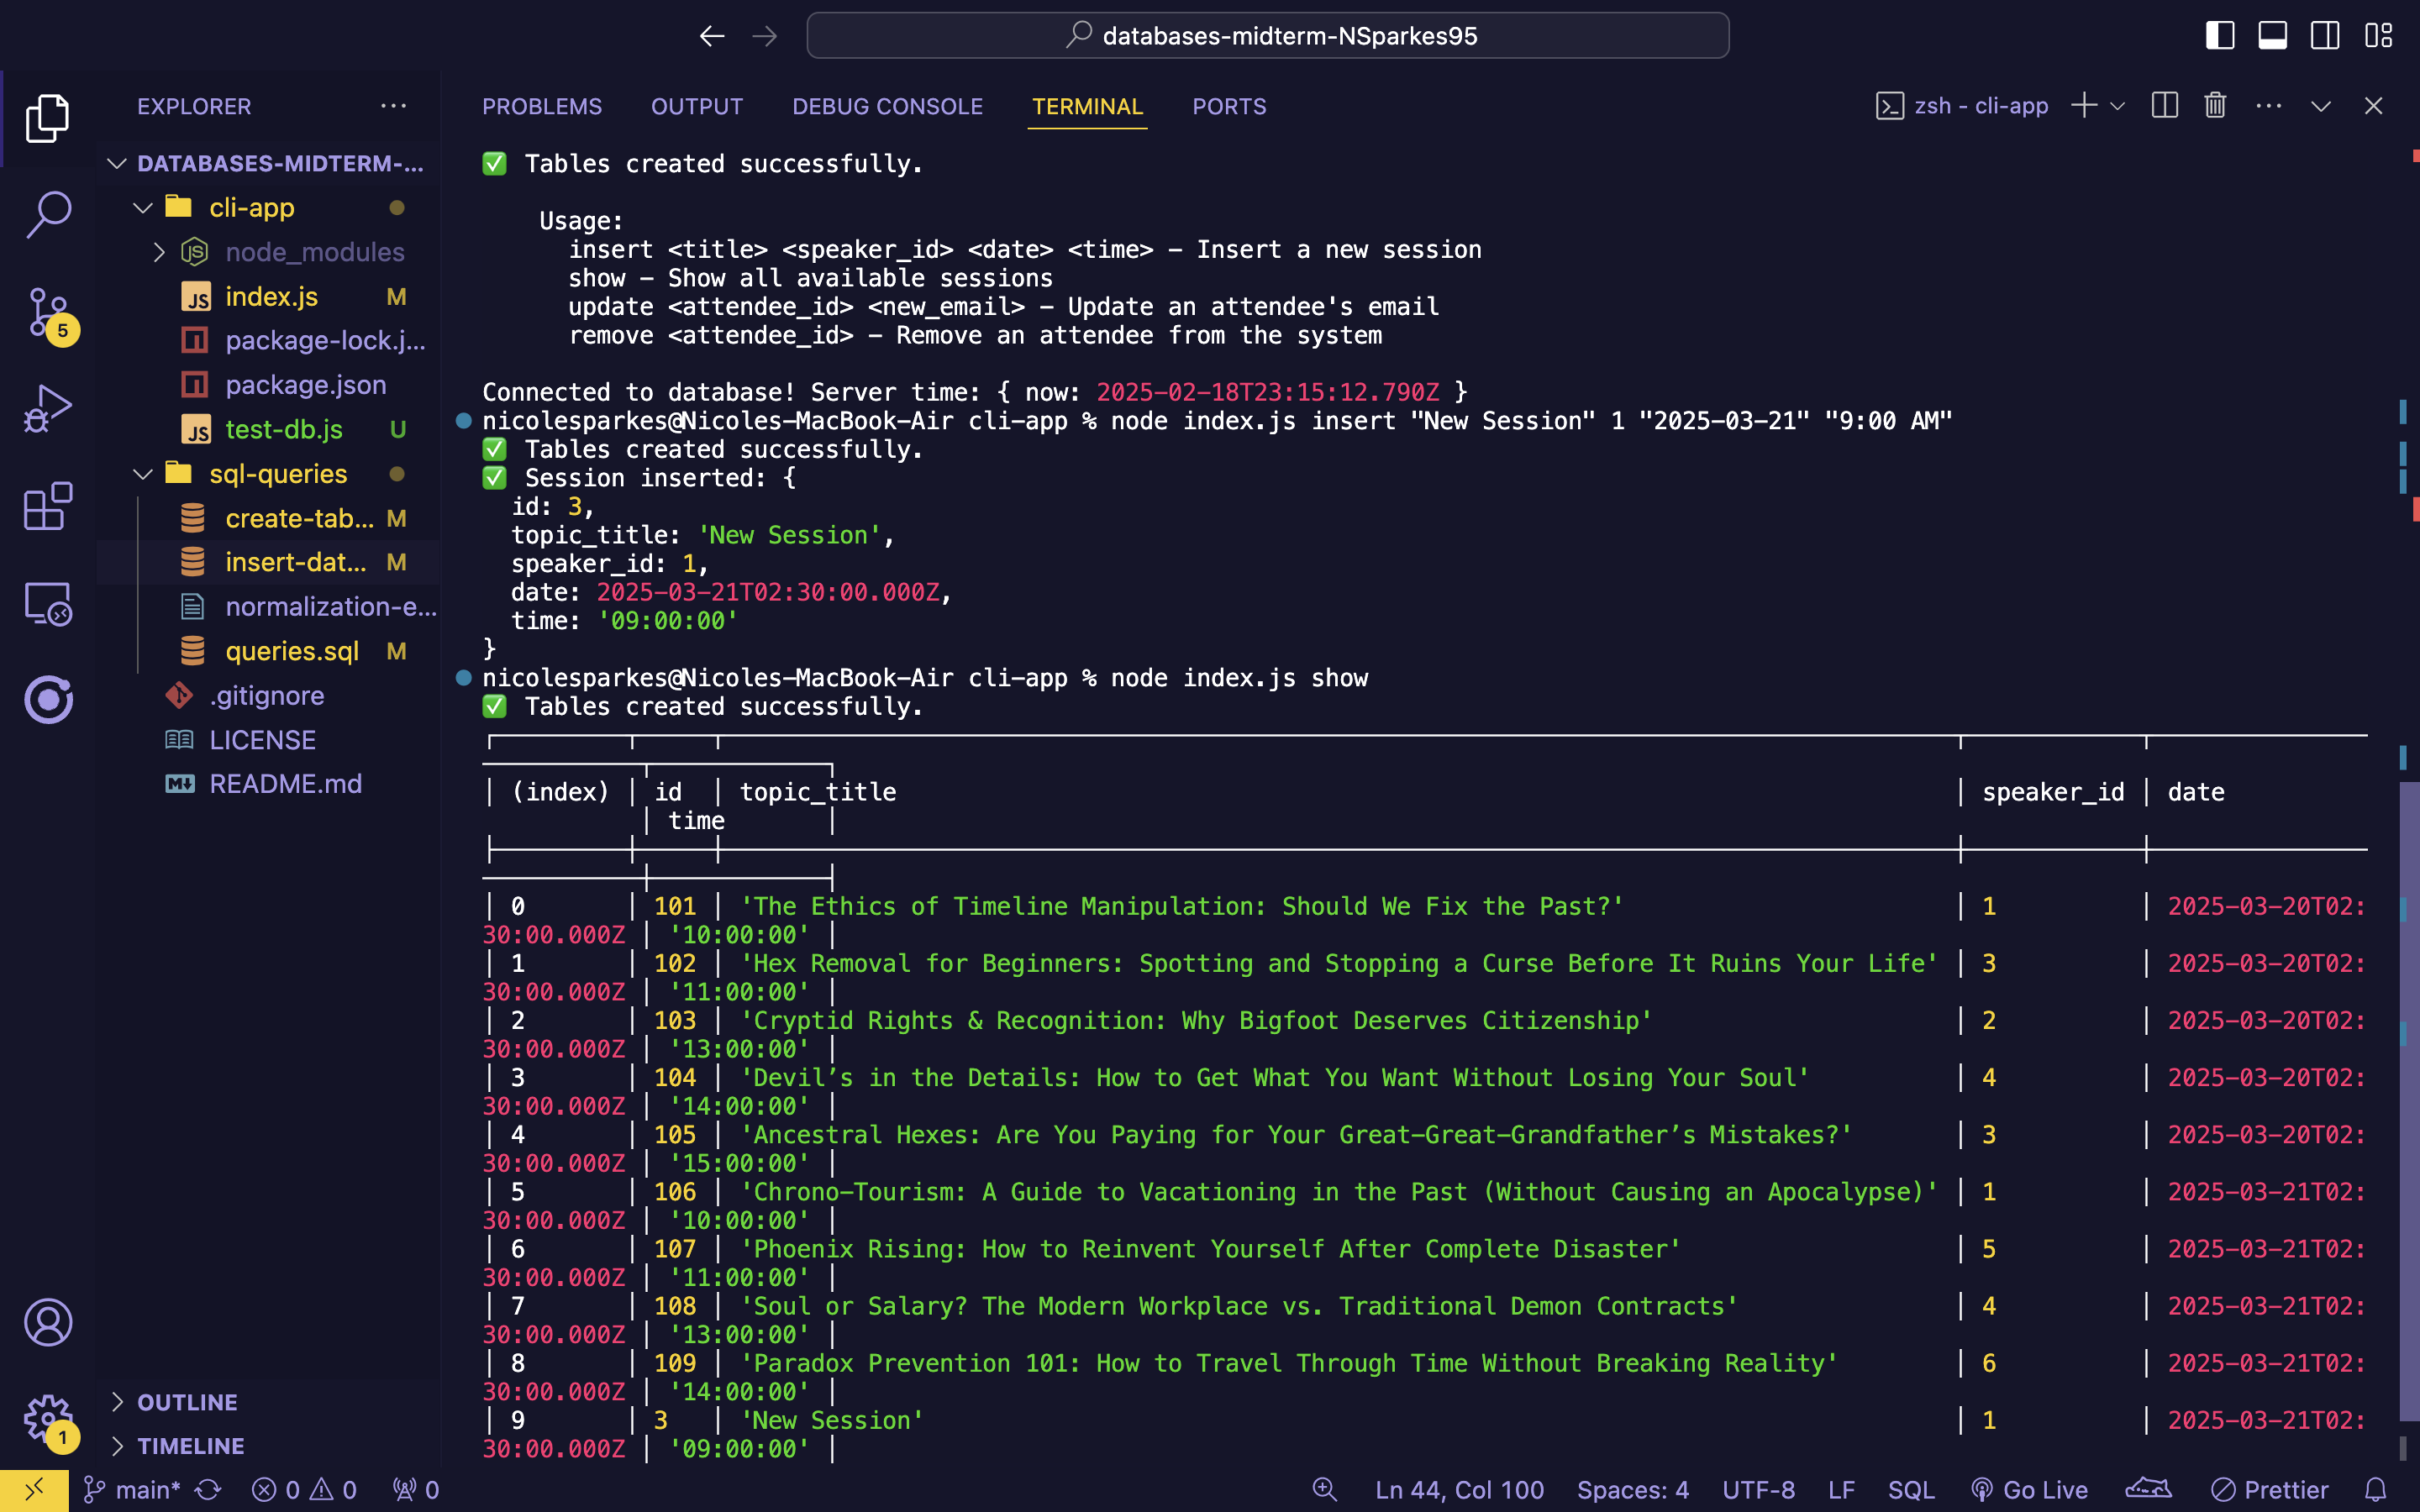 databases-midterm-NSparkes95
EXPLORER
DATABASES-MIDTERM-...
cli-app
node_modules
index.js M
package-lock.j...
package.json
test-db.js U
sql-queries
create-tab... M
insert-dat... M
normalization-e...
queries.sql M
.gitignore
LICENSE
README.md
OUTLINE
TIMELINE
5
1
PROBLEMS OUTPUT DEBUG CONSOLE TERMINAL PORTS
zsh - cli-app
✅ Tables created successfully.
Usage:
insert <title> <speaker_id> <date> <time> - Insert a new session
show - Show all available sessions
update <attendee_id> <new_email> - Update an attendee's email
remove <attendee_id> - Remove an attendee from the system
Connected to database! Server time: { now: 2025-02-18T23:15:12.790Z }
nicolesparkes@Nicoles-MacBook-Air cli-app % node index.js insert "New Session" 1 "2025-03-21" "9:00 AM"
✅ Tables created successfully.
✅ Session inserted: {
id: 3,
topic_title: 'New Session',
speaker_id: 1,
date: 2025-03-21T02:30:00.000Z,
time: '09:00:00'
}
nicolesparkes@Nicoles-MacBook-Air cli-app % node index.js show
✅ Tables created successfully.
│ (index) │ id │ topic_title │ speaker_id │ date
│ time │
│ 0 │ 101 │ 'The Ethics of Timeline Manipulation: Should We Fix the Past?' │ 1 │ 2025-03-20T02:
30:00.000Z │ '10:00:00' │
│ 1 │ 102 │ 'Hex Removal for Beginners: Spotting and Stopping a Curse Before It Ruins Your Life' │ 3 │ 2025-03-20T02:
30:00.000Z │ '11:00:00' │
│ 2 │ 103 │ 'Cryptid Rights & Recognition: Why Bigfoot Deserves Citizenship' │ 2 │ 2025-03-20T02:
30:00.000Z │ '13:00:00' │
│ 3 │ 104 │ 'Devil’s in the Details: How to Get What You Want Without Losing Your Soul' │ 4 │ 2025-03-20T02:
30:00.000Z │ '14:00:00' │
│ 4 │ 105 │ 'Ancestral Hexes: Are You Paying for Your Great-Great-Grandfather’s Mistakes?' │ 3 │ 2025-03-20T02:
30:00.000Z │ '15:00:00' │
│ 5 │ 106 │ 'Chrono-Tourism: A Guide to Vacationing in the Past (Without Causing an Apocalypse)' │ 1 │ 2025-03-21T02:
30:00.000Z │ '10:00:00' │
│ 6 │ 107 │ 'Phoenix Rising: How to Reinvent Yourself After Complete Disaster' │ 5 │ 2025-03-21T02:
30:00.000Z │ '11:00:00' │
│ 7 │ 108 │ 'Soul or Salary? The Modern Workplace vs. Traditional Demon Contracts' │ 4 │ 2025-03-21T02:
30:00.000Z │ '13:00:00' │
│ 8 │ 109 │ 'Paradox Prevention 101: How to Travel Through Time Without Breaking Reality' │ 6 │ 2025-03-21T02:
30:00.000Z │ '14:00:00' │
│ 9 │ 3 │ 'New Session' │ 1 │ 2025-03-21T02:
30:00.000Z │ '09:00:00' │
main* 0 0 0 Ln 44, Col 100 Spaces: 4 UTF-8 LF SQL Go Live Prettier